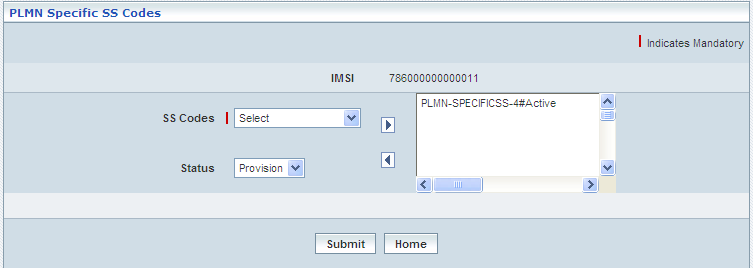 PLMN Specific SS Codes
Indicates Mandatory
IMSI 786000000000011
SS Codes Select
PLMN-SPECIFICSS-4#Active
Status Provision
Submit Home